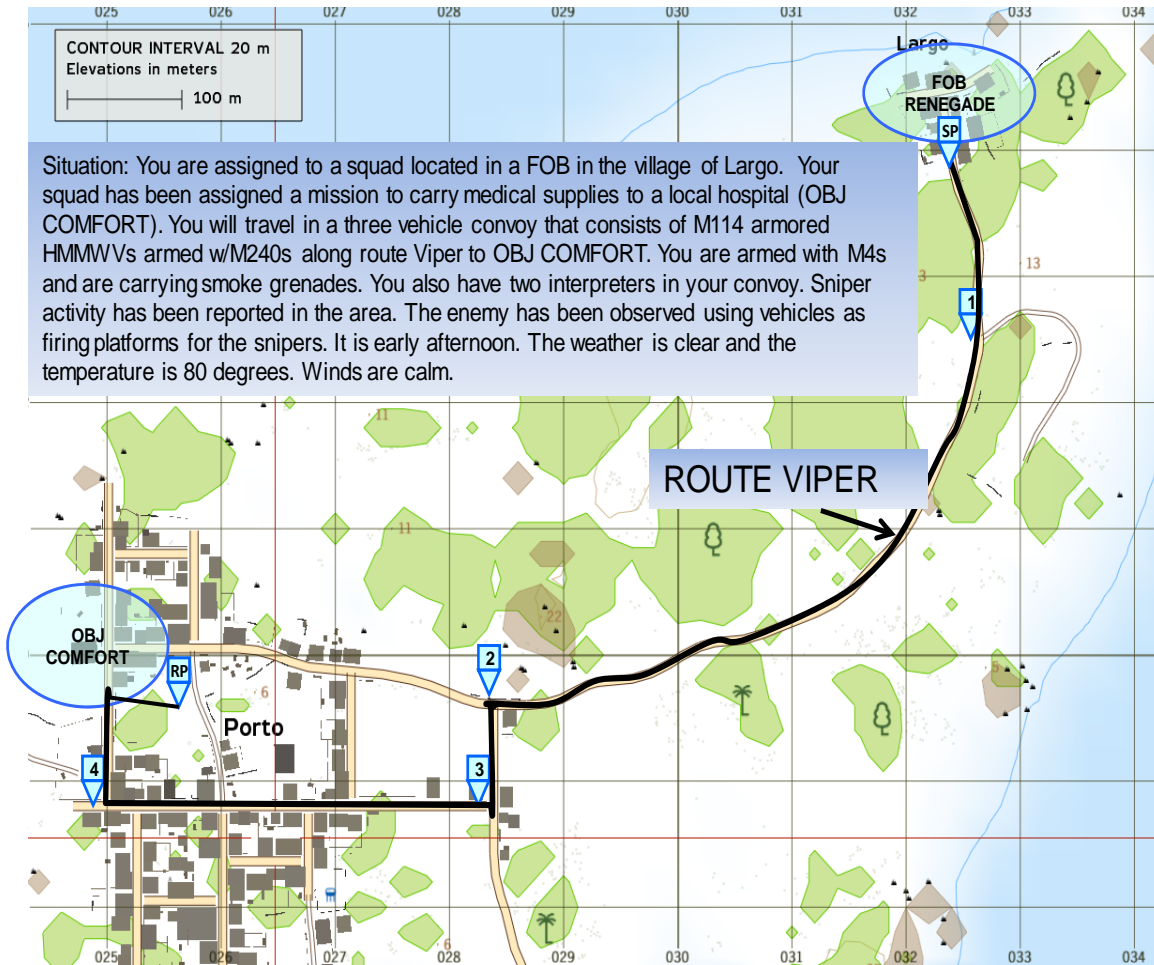 025 026 027 028 029 030 031 032 033 034
CONTOUR INTERVAL 20 m
Elevations in meters
100 m
Largo
FOB
RENEGADE
SP
Situation: You are assigned to a squad located in a FOB in the village of Largo. Your
squad has been assigned a mission to carry medical supplies to a local hospital (OBJ
COMFORT). You will travel in a three vehicle convoy that consists of M114 armored
HMMWVs armed w/M240s along route Viper to OBJ COMFORT. You are armed with M4s
and are carrying smoke grenades. You also have two interpreters in your convoy. Sniper
activity has been reported in the area. The enemy has been observed using vehicles as
firing platforms for the snipers. It is early afternoon. The weather is clear and the
temperature is 80 degrees. Winds are calm.
3
13
1
11
ROUTE VIPER
11
22
OBJ
COMFORT
RP
2
5
6
Porto
4
3
6
025 026 027 028 029 030 031 032 033 034